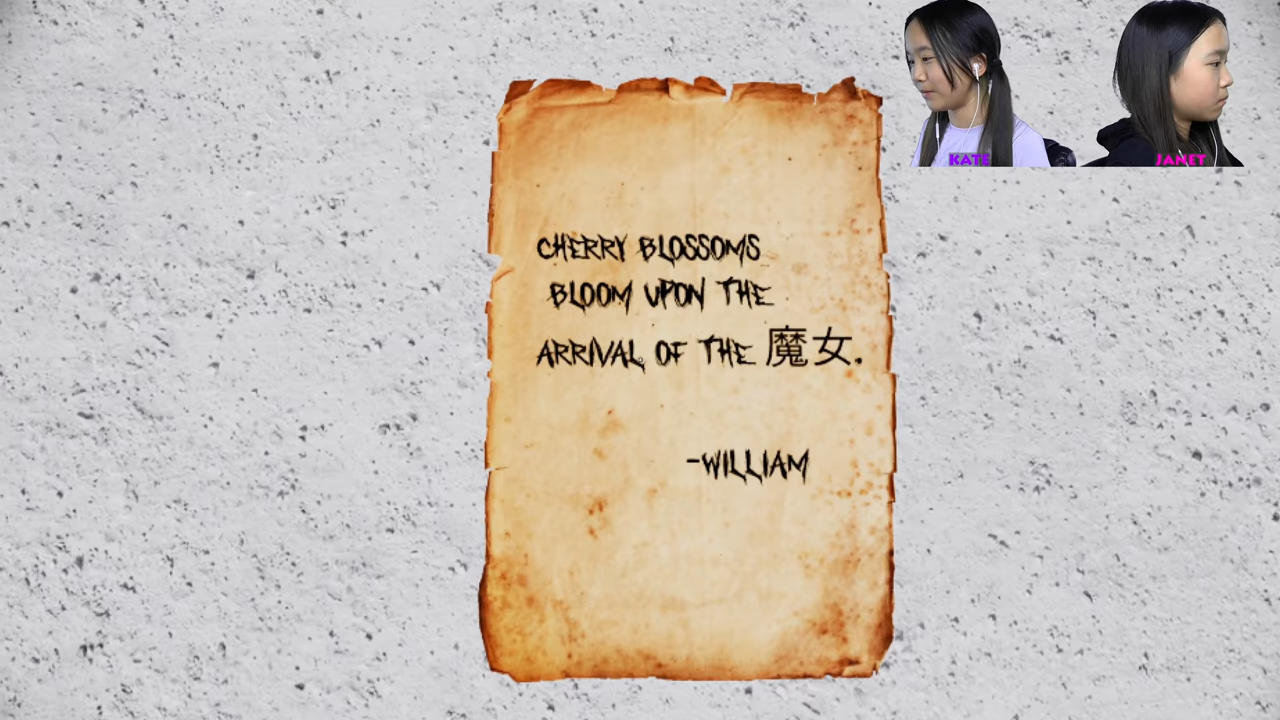 KATE
JANET
CHERRY BLOSSOMS
BLOOM UPON THE
ARRIVAL OF THE 魔女.
-WILLIAM